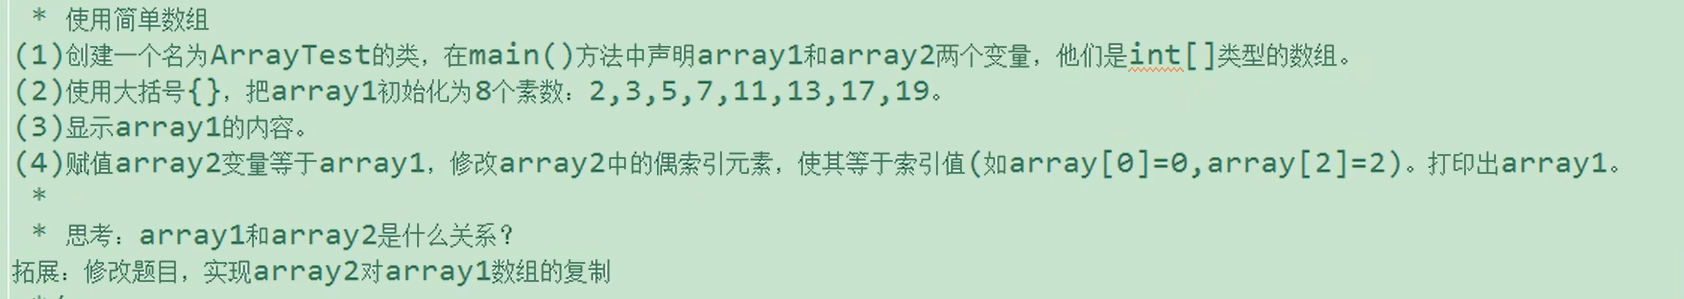 * 使用简单数组
(1)创建一个名为ArrayTest的类，在main()方法中声明array1和array2两个变量，他们是int[]类型的数组。
(2)使用大括号{}，把array1初始化为8个素数：2,3,5,7,11,13,17,19。
(3)显示array1的内容。
(4)赋值array2变量等于array1，修改array2中的偶索引元素，使其等于索引值(如array[0]=0,array[2]=2)。打印出array1。
*
* 思考：array1和array2是什么关系？
拓展：修改题目，实现array2对array1数组的复制